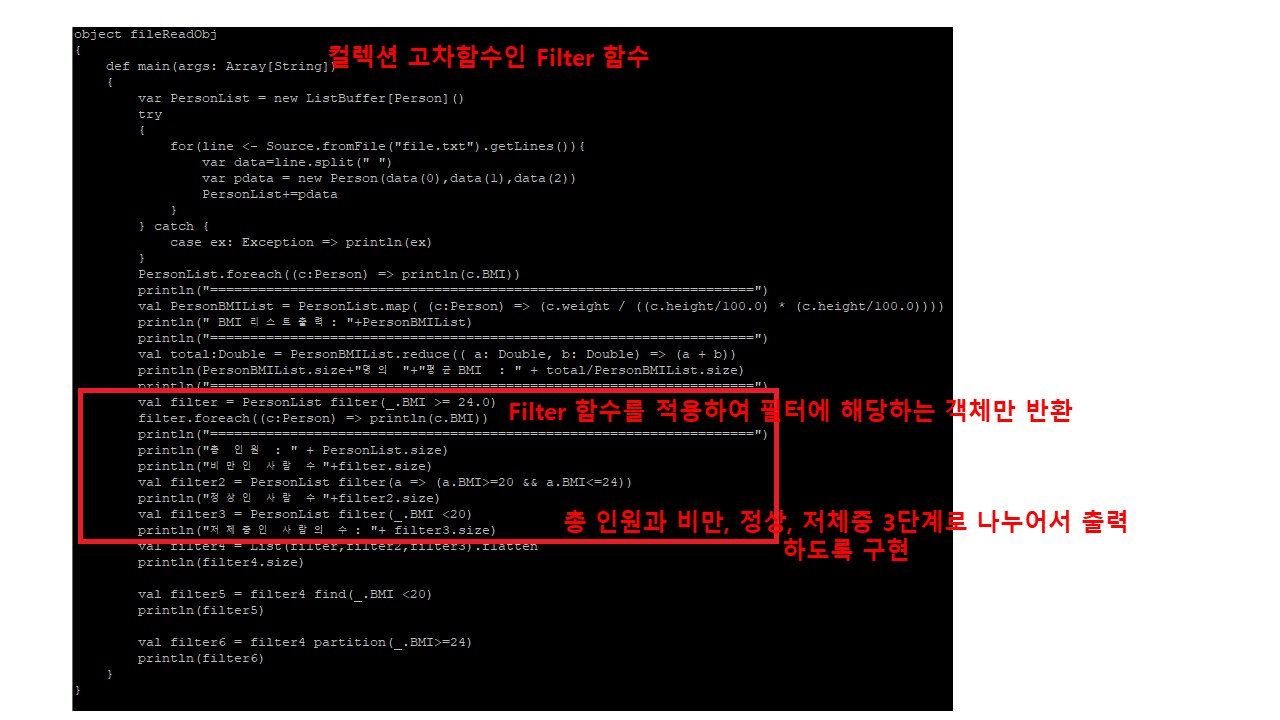 object fileReadObj
{
컬렉션 고차함수인 Filter 함수
def main(args: Array[String])
{
var PersonList = new ListBuffer[Person]()
try
{
for(line <- Source.fromFile("file.txt").getLines()){
var data=line.split(" ")
var pdata = new Person(data(0),data(1),data(2))
PersonList+=pdata
}
} catch {
case ex: Exception => println(ex)
}
PersonList.foreach((c:Person) => println(c.BMI))
println("====================================================================")
val PersonBMIList = PersonList.map( (c:Person) => (c.weight / ((c.height/100.0) * (c.height/100.0))))
println(" BMI 리스트출력 : "+PersonBMIList)
println("====================================================================")
val total:Double = PersonBMIList.reduce(( a: Double, b: Double) => (a + b))
println(PersonBMIList.size+"명의 "+"평균BMI : " + total/PersonBMIList.size)
println("====================================================================")
val filter = PersonList filter(_.BMI >= 24.0)
Filter 함수를 적용하여 필터에 해당하는 객체만 반환
filter.foreach((c:Person) => println(c.BMI))
println("====================================================================")
println("총 인원 : " + PersonList.size)
println("비만인 사람 수 "+filter.size)
val filter2 = PersonList filter(a => (a.BMI>=20 && a.BMI<=24))
println("정상인 사람 수 "+filter2.size)
val filter3 = PersonList filter(_.BMI <20)
총 인원과 비만, 정상, 저체중 3단계로 나누어서 출력
하도록 구현
println("저체중인 사람의 수 : "+ filter3.size)
val filter4 = List(filter,filter2,filter3).flatten
println(filter4.size)
val filter5 = filter4 find(_.BMI <20)
println(filter5)
val filter6 = filter4 partition(_.BMI>=24)
println(filter6)
}
}